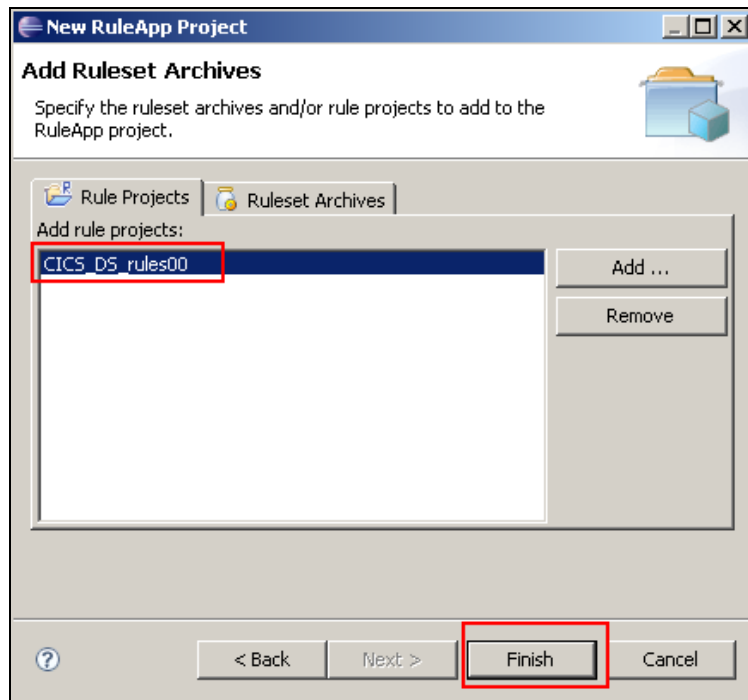 New RuleApp Project
Add Ruleset Archives
Specify the ruleset archives and/or rule projects to add to the
RuleApp project.
Rule Projects Ruleset Archives
Add rule projects:
CICS_DS_rules00
Add ...
Remove
? < Back Next > Finish Cancel